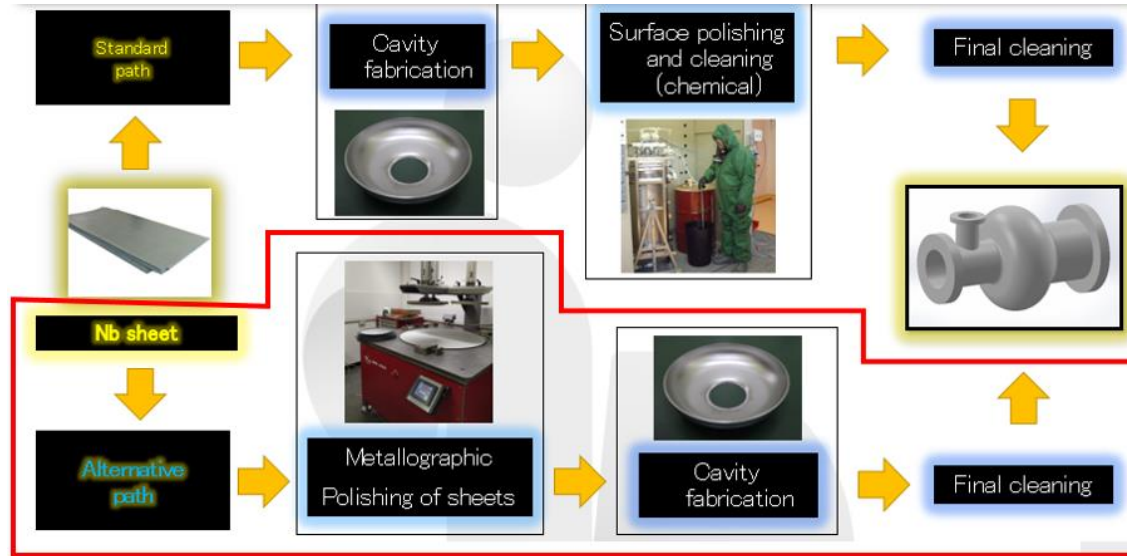 Standard
path
Cavity
fabrication
Surface polishing
and cleaning
(chemical)
Final cleaning
Nb sheet
Alternative
path
Metallographic
Polishing of sheets
Cavity
fabrication
Final cleaning